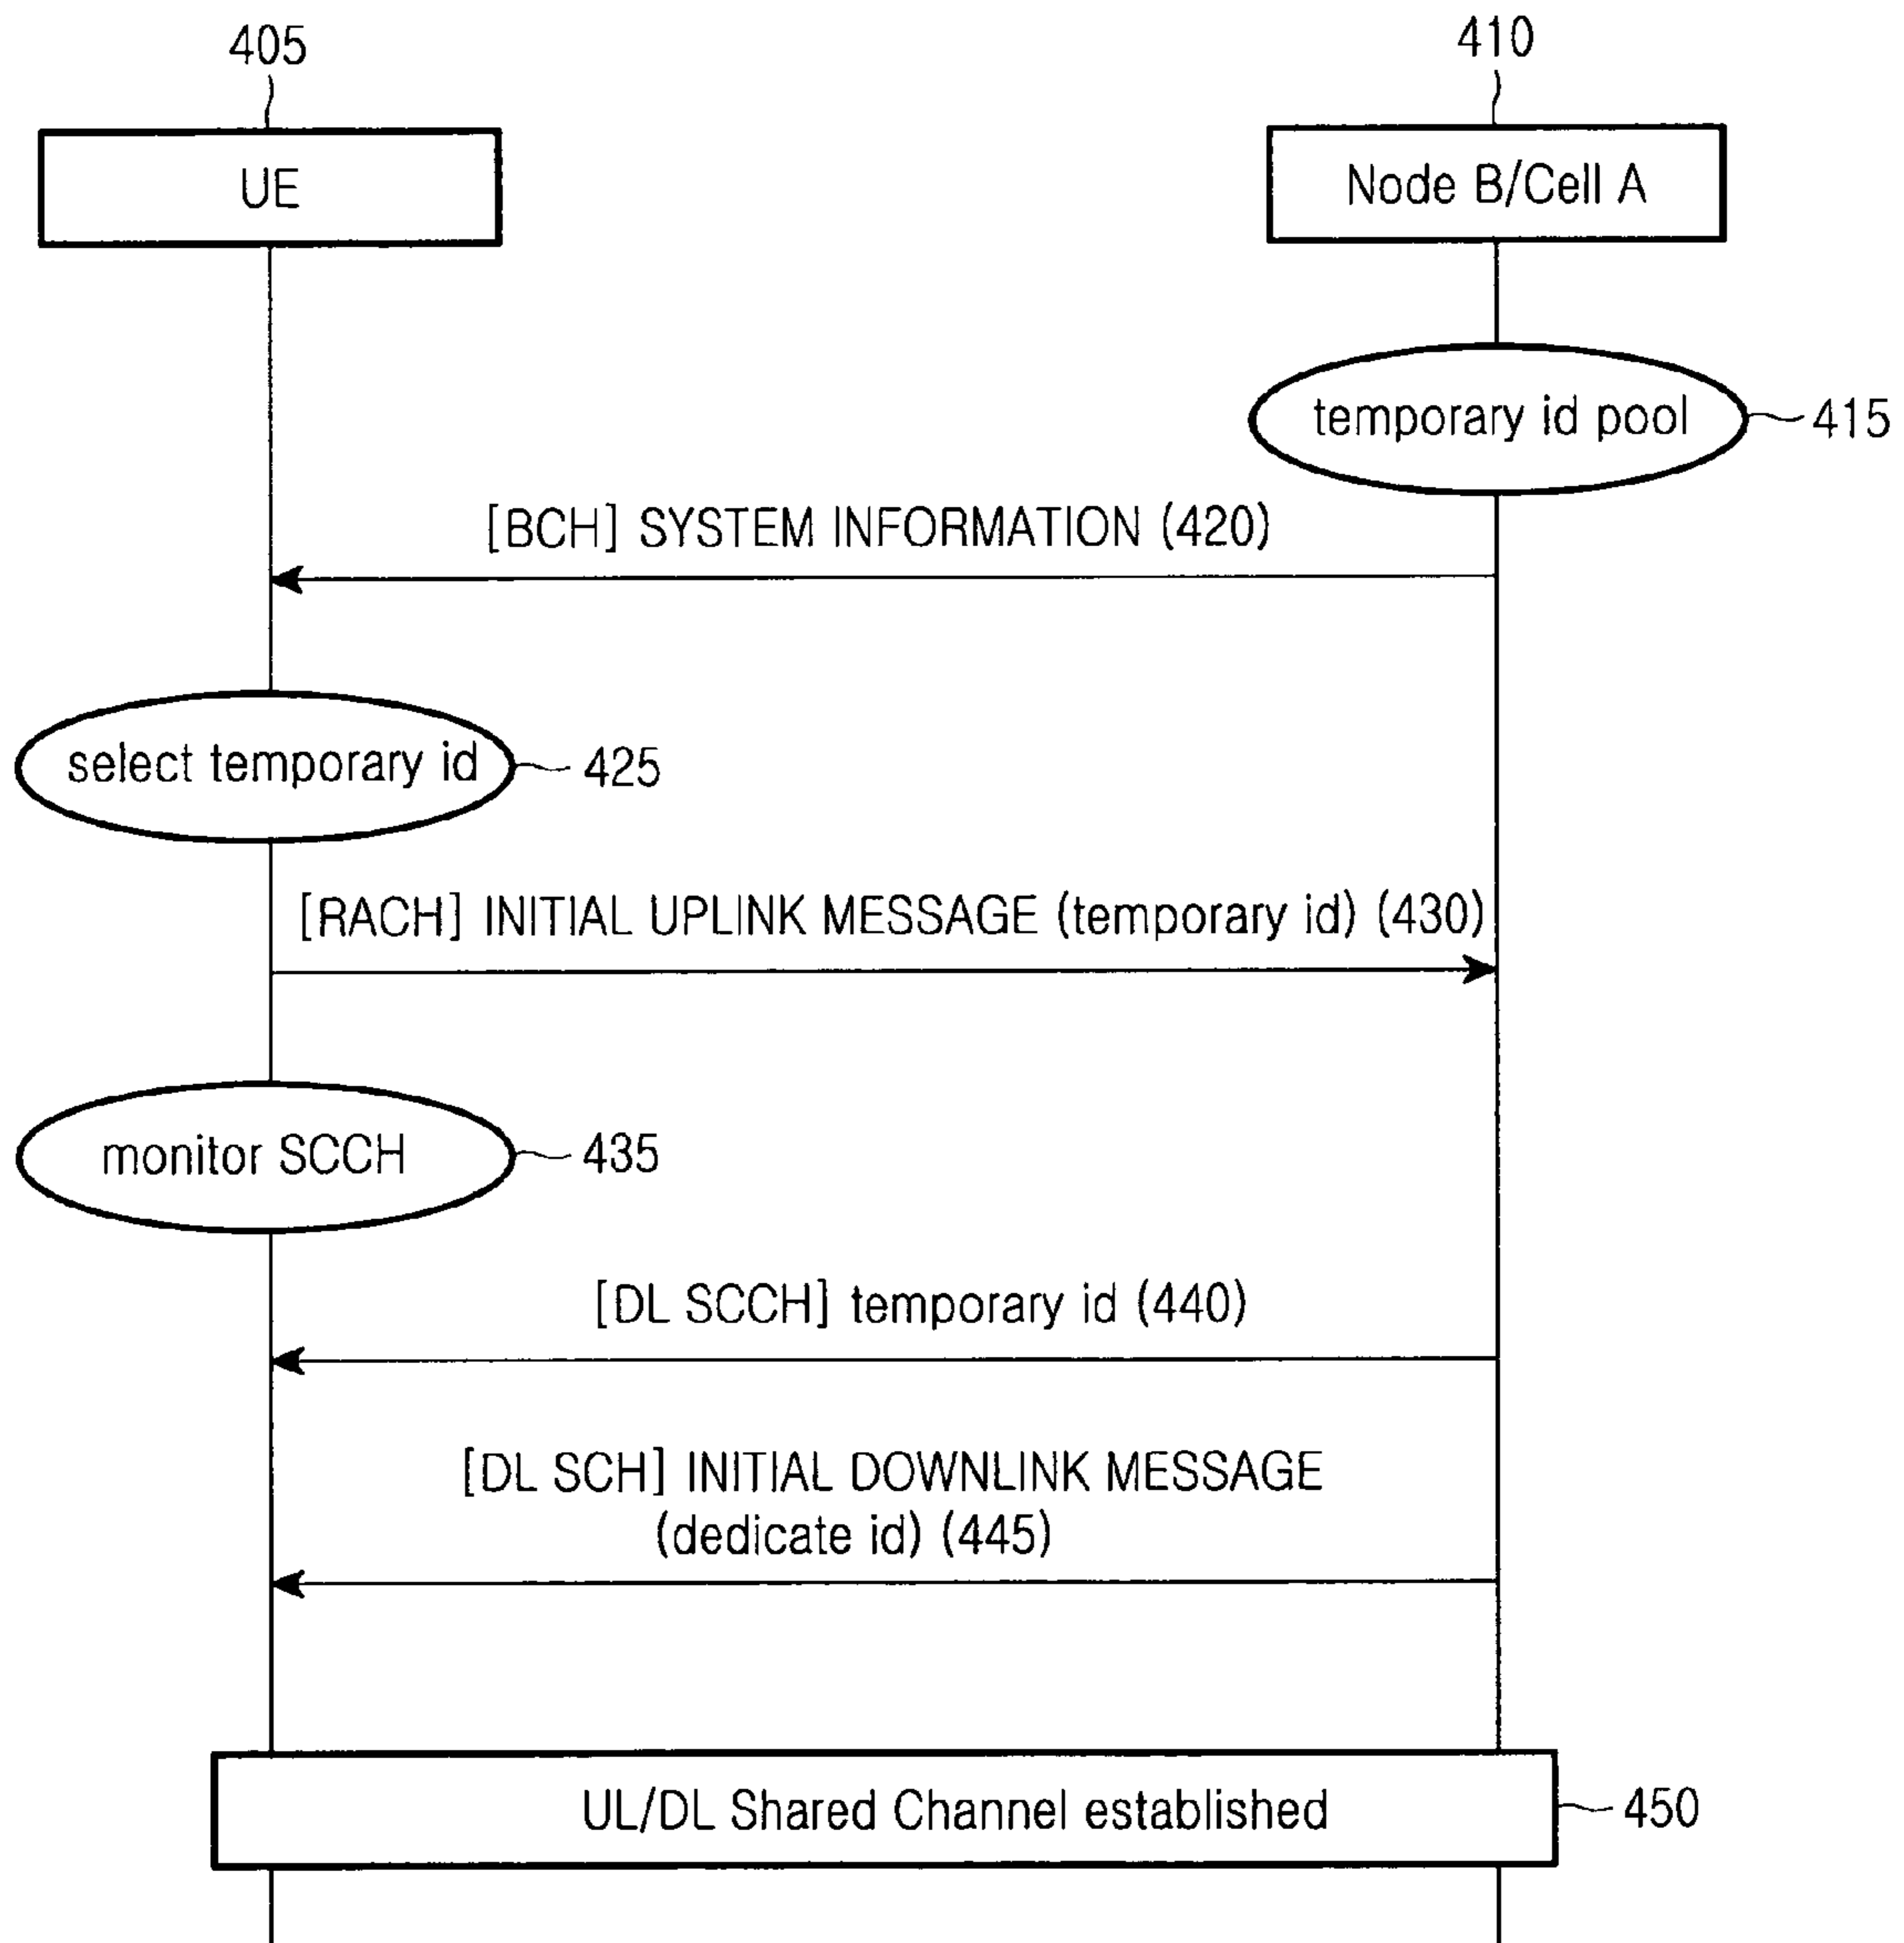 405
410
UE
Node B/Cell A
temporary id pool
415
[BCH] SYSTEM INFORMATION (420)
select temporary id
425
[RACH] INITIAL UPLINK MESSAGE (temporary id) (430)
monitor SCCH
435
[DL SCCH] temporary id (440)
[DL SCH] INITIAL DOWNLINK MESSAGE
(dedicate id) (445)
UL/DL Shared Channel established
450